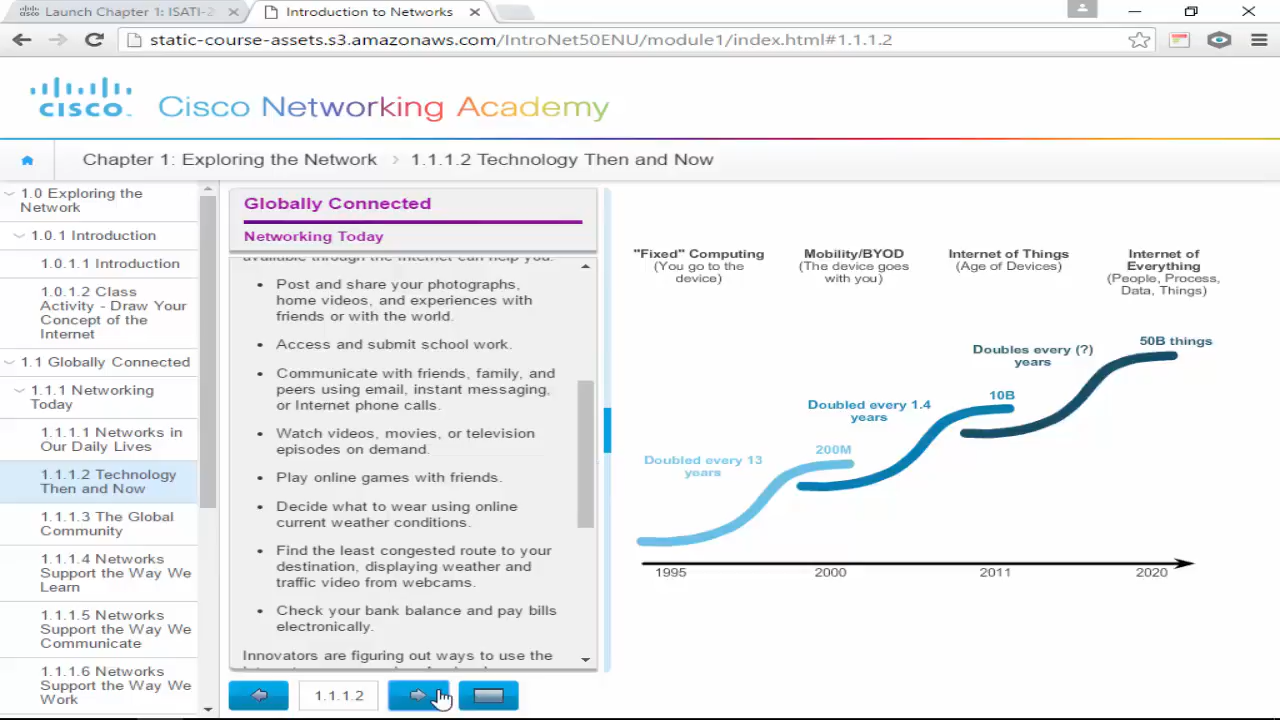 Launch Chapter 1: ISATI-2
Introduction to Networks
static-course-assets.s3.amazonaws.com/IntroNet50ENU/module1/index.html#1.1.1.2
CISCO. Cisco Networking Academy
Chapter 1: Exploring the Network > 1.1.1.2 Technology Then and Now
1.0 Exploring the
Network
1.0.1 Introduction
1.0.1.1 Introduction
1.0.1.2 Class
Activity - Draw Your
Concept of the
Internet
1.1 Globally Connected
1.1.1 Networking
Today
1.1.1.1 Networks in
Our Daily Lives
1.1.1.2 Technology
Then and Now
1.1.1.3 The Global
Community
1.1.1.4 Networks
Support the Way We
Learn
1.1.1.5 Networks
Support the Way We
Communicate
1.1.1.6 Networks
Support the Way We
Work
Globally Connected
Networking Today
available through the Internet can help you:
• Post and share your photographs,
home videos, and experiences with
friends or with the world.
• Access and submit school work.
• Communicate with friends, family, and
peers using email, instant messaging,
or Internet phone calls.
• Watch videos, movies, or television
episodes on demand.
• Play online games with friends.
• Decide what to wear using online
current weather conditions.
• Find the least congested route to your
destination, displaying weather and
traffic video from webcams.
• Check your bank balance and pay bills
electronically.
Innovators are figuring out ways to use the
1.1.1.2
"Fixed" Computing
(You go to the
device)
Mobility/BYOD
(The device goes
with you)
Internet of Things
(Age of Devices)
Internet of
Everything
(People, Process,
Data, Things)
50B things
Doubles every (?)
years
10B
Doubled every 1.4
years
200M
Doubled every 13
years
1995
2000
2011
2020